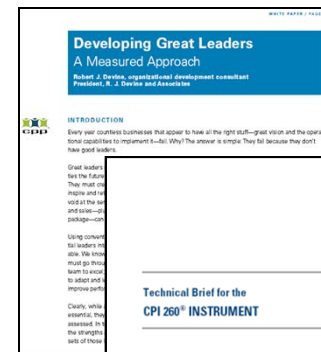 WHITE PAPER / PAGE
Developing Great Leaders
A Measured Approach
Robert J. Devine, organizational development consultant
President, R. J. Devine and Associates
cpp
INTRODUCTION
Every year countless businesses that appear to have all the right stuff—great vision and the opera
tional capabilities to implement it—fail. Why? The answer is simple: They fail because they don't
have good leaders.
Great leaders
ties the future
They must cre
inspire and ret
void at the ser
and sales—plu
package—can
Using convent
tial leaders int
able. We know
must go throu
team to excel
to adapt and
improve perfo
Clearly, while
essential, they
assessed. In t
the strengths
sets of those
Technical Brief for the
CPI 260® INSTRUMENT